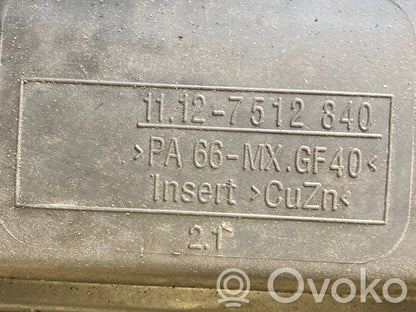 11.12-7 512 840
>PA 66-MX.GF40<
Insert >CuZn<
2.1
Ovoko